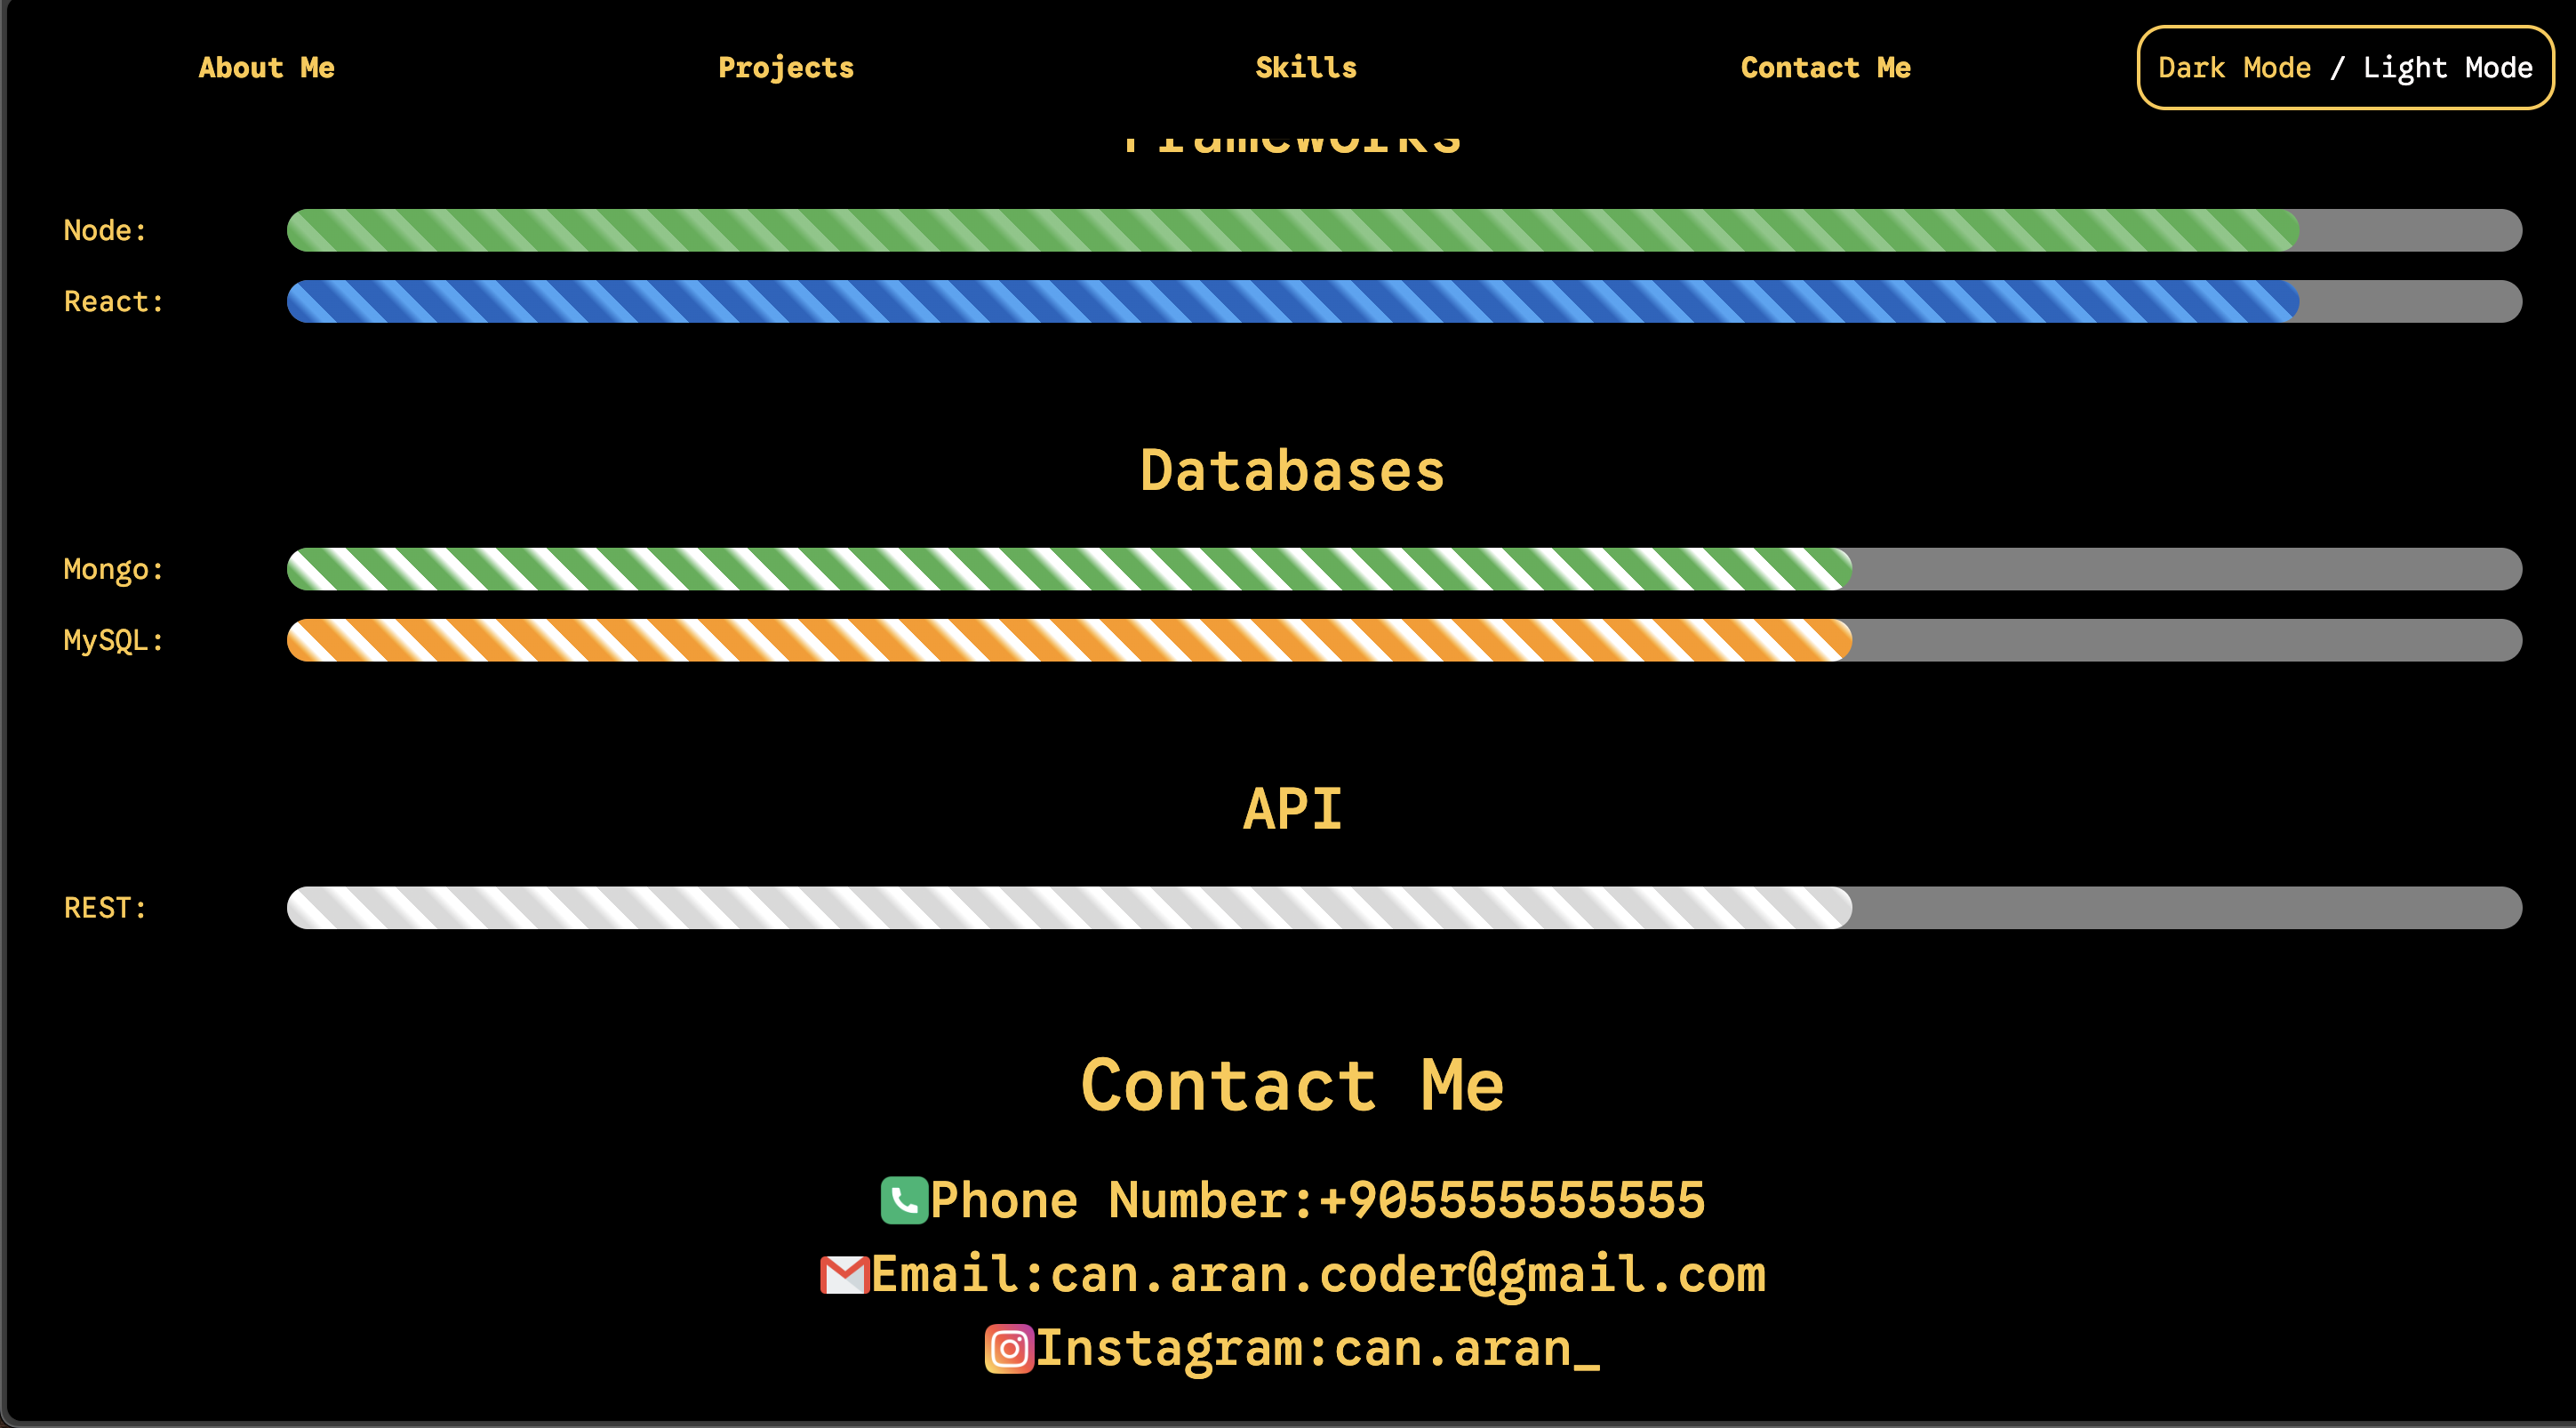 About Me
Projects
Skills
Contact Me
Dark Mode / Light Mode
Frameworks
Node:
React:
Databases
Mongo:
MySQL:
API
REST:
Contact Me
Phone Number:+905555555555
Email:can.aran.coder@gmail.com
Instagram:can.aran_